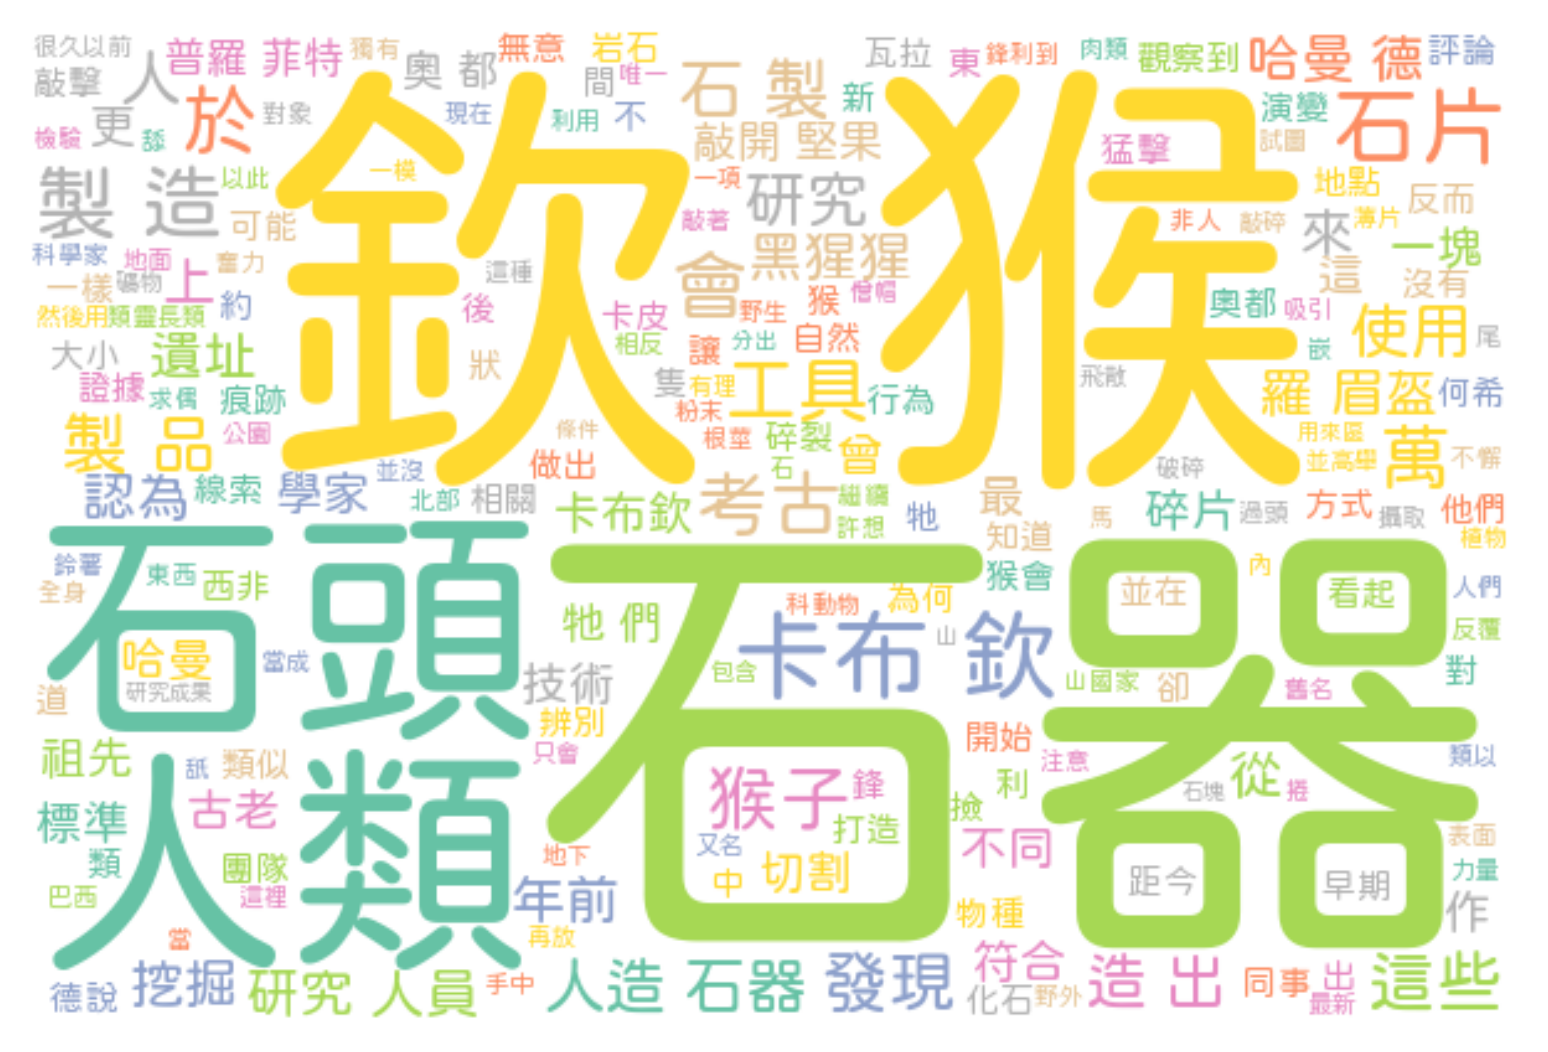 很久以前
普羅 菲特
獨有
奧 都
無意
岩石
瓦拉
東
鋒利到
肉類
觀察到
哈曼 德
評論
敲擊
人
間
唯一
石 製
新
演變
石片
更
於
對象
現在
利用
不
檢驗
舔
敲開 堅果
猛擊
試圖
欽 猴
一模
製 造
以此
一項
研究
地點
反而
可能
敲著
非人
敲碎
來
薄片
一塊
科學家
地面
奮力
會
黑猩猩
這種
一樣
礦物
上
這
沒有
然後用
類靈長類
約
後
卡皮
野生
猴
僧帽
奧都
吸引
使用
尾
大小
遺址
相反
讓
分出
自然
嵌
狀
證據
求偶
痕跡
隻
有理
工具
行為
飛散
羅 眉盔
何希
粉末
製 品
公園
條件
根莖
碎裂
曾
用來區
萬
並高舉
不懈
認為
線索
學家
並沒
做出
石
破碎
北部
相關
卡布欽
考古
繼續
許想
牠
最
知道
馬
碎片
過頭
方式
攝取
他們
植物
石頭
鈴薯
東西
西非
全身
石 器
猴會
並在
內
看起
人們
牠 們
科動物
為何
反覆
哈曼
研究成果
當成
卡布 欽
山
包含
山國家
卻
舊名
對
道
技術
辨別
只會
開始
注意
類以
祖先
人類
舐
類似
猴子
鋒
利
從
石塊
捲
標準
古老
打造
撿
又名
不同
表面
類
團隊
這裡
地下
中
切割
距今
早期
力量
巴西
年前
物種
作
當
再放
德說
挖掘
研究 人員
手中
人造 石器
發現
符合
化石
野外
造 出
同事
出
最新
這些